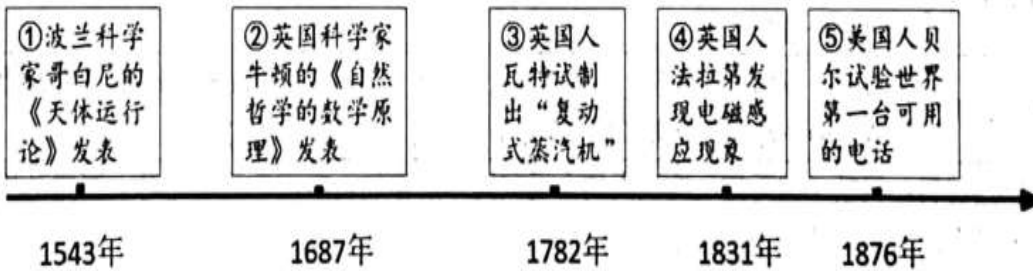 ①波兰科学
家哥白尼的
《天体运行
论》发表
②英国科学家
牛顿的《自然
哲学的数学原
理》发表
③英国人
瓦特试制
出“复动
式蒸汽机”
④英国人
法拉第发
现电磁感
应现象
⑤美国人贝
尔试验世界
第一台可用
的电话
1543年
1687年
1782年
1831年
1876年